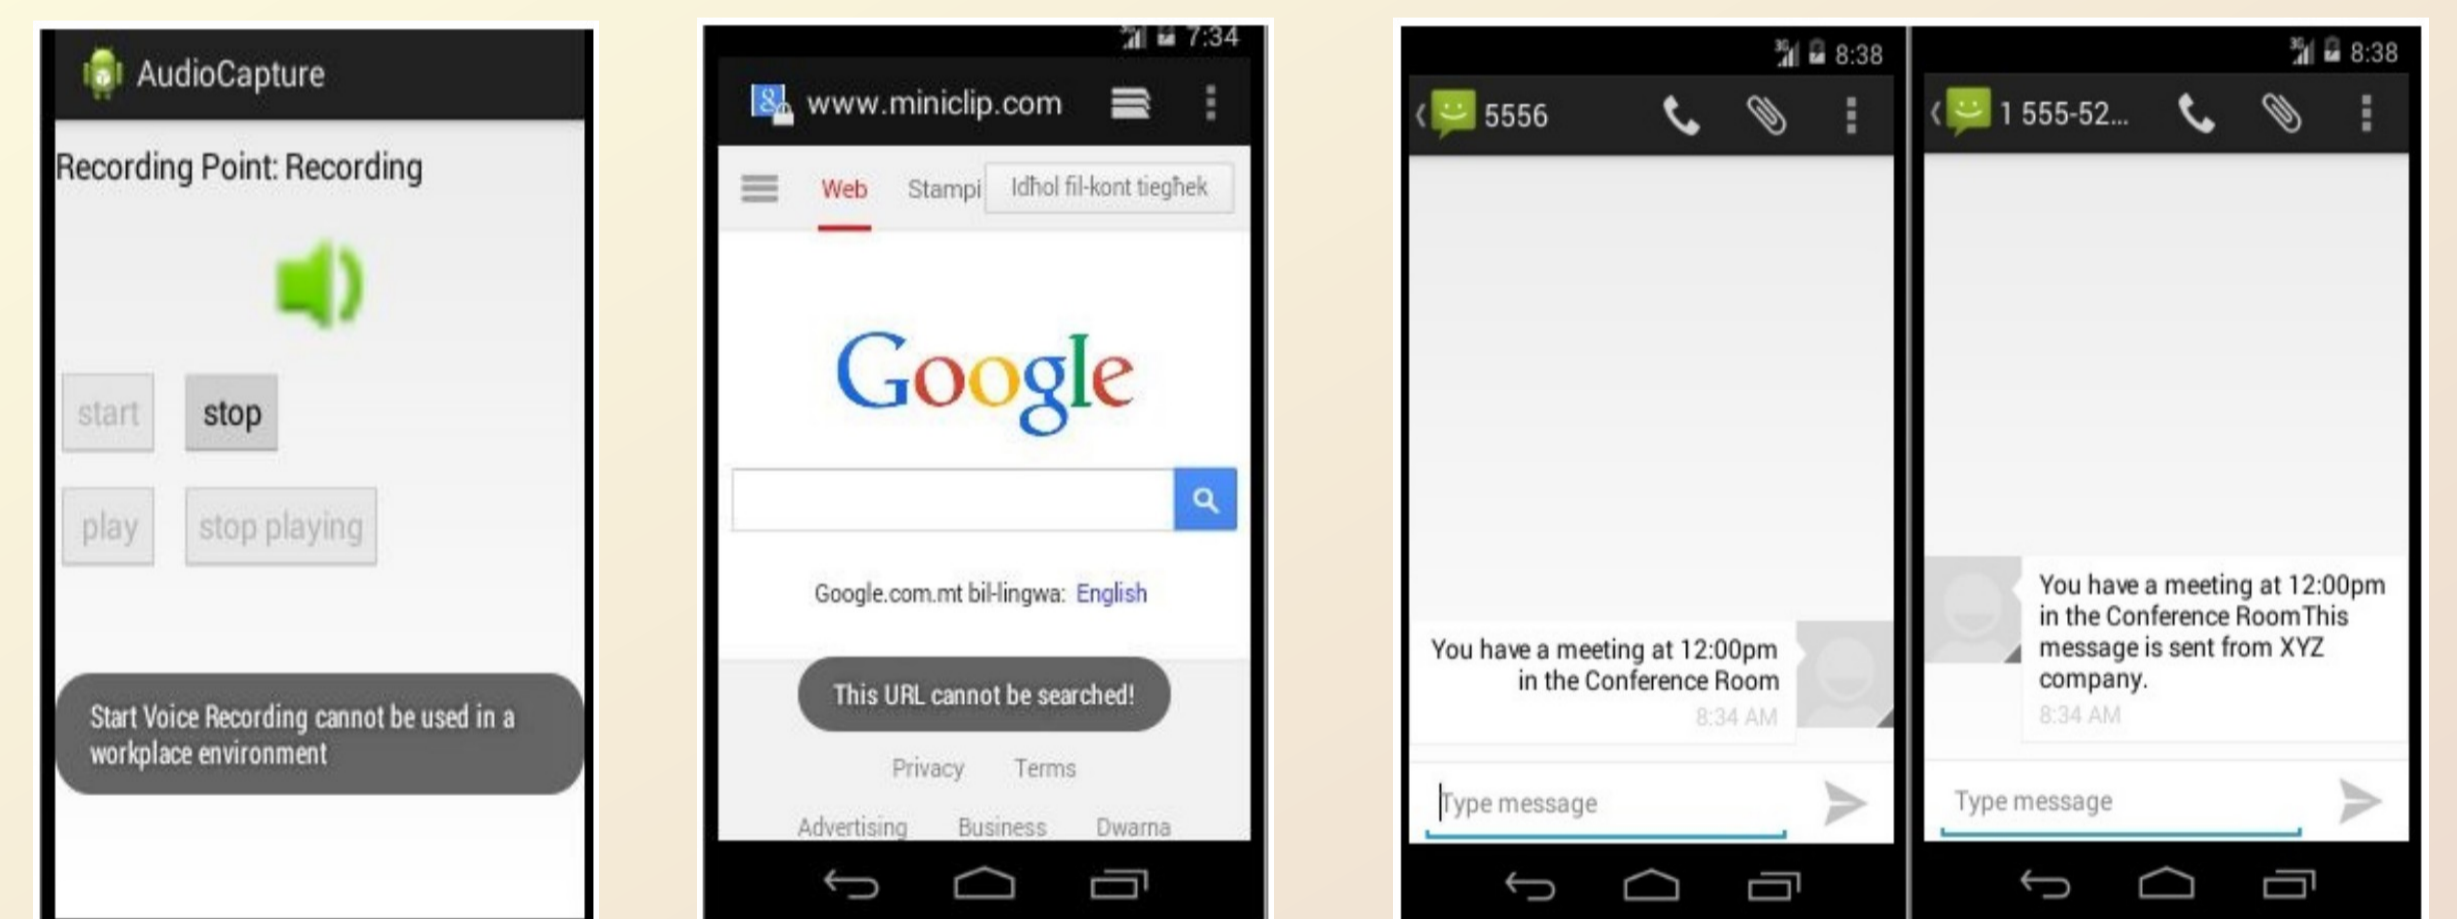 AudioCapture
Recording Point: Recording
start
stop
play
stop playing
Start Voice Recording cannot be used in a
workplace environment
3G 7:34
www.miniclip.com
Web
Stampi
Idħol fil-kont tiegħek
Google
Google.com.mt bil-lingwa: English
This URL cannot be searched!
Privacy
Terms
Advertising
Business
Dwarna
3G 8:38
5556
You have a meeting at 12:00pm
in the Conference Room
8:34 AM
Type message
3G 8:38
1 555-52...
You have a meeting at 12:00pm
in the Conference RoomThis
message is sent from XYZ
company.
8:34 AM
Type message